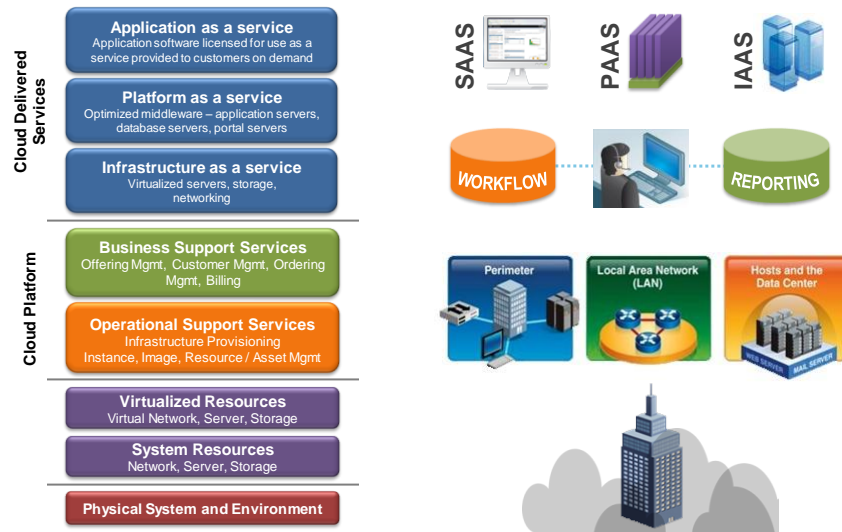 Cloud Delivered
Services
Application as a service
Application software licensed for use as a
service provided to customers on demand
Platform as a service
Optimized middleware – application servers,
database servers, portal servers
Infrastructure as a service
Virtualized servers, storage,
networking
Cloud Platform
Business Support Services
Offering Mgmt, Customer Mgmt, Ordering
Mgmt, Billing
Operational Support Services
Infrastructure Provisioning
Instance, Image, Resource / Asset Mgmt
Virtualized Resources
Virtual Network, Server, Storage
System Resources
Network, Server, Storage
Physical System and Environment
SAAS
PAAS
IAAS
WORKFLOW
REPORTING
Perimeter
Local Area Network
(LAN)
Hosts and the
Data Center
WEB SERVER
MAIL SERVER